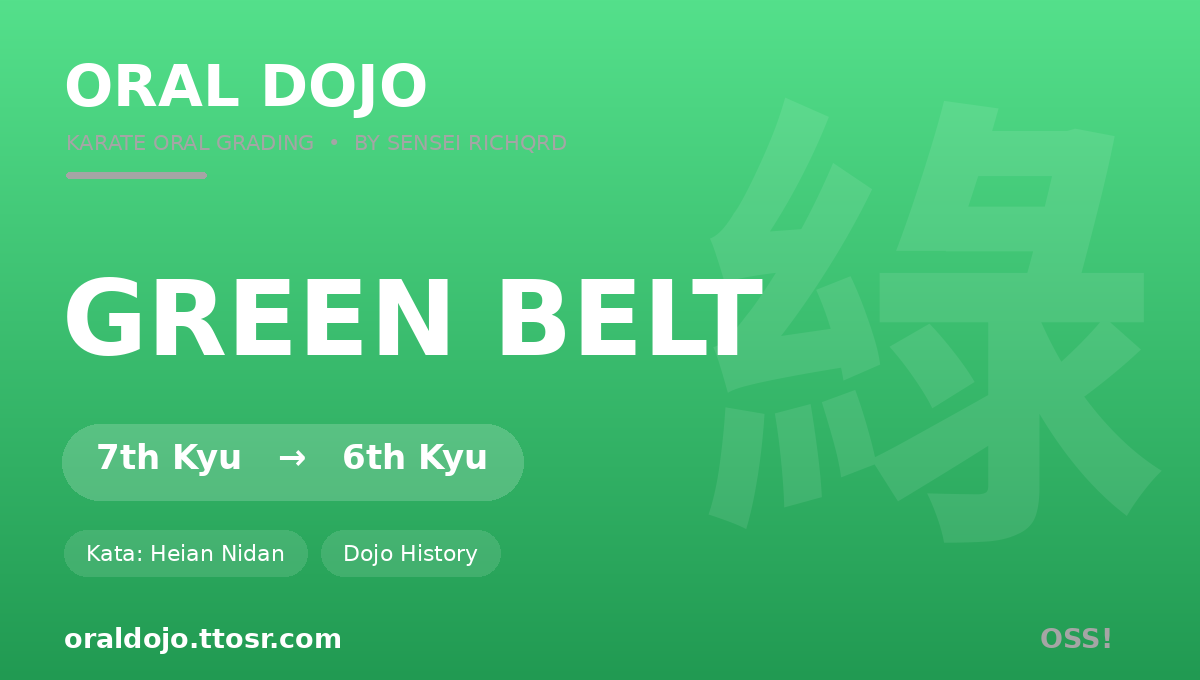 ORAL DOJO
KARATE ORAL GRADING • BY SENSEI RICHQRD
GREEN BELT
7th Kyu → 6th Kyu
Kata: Heian Nidan
Dojo History
oraldojo.ttosr.com
OSS!
緑